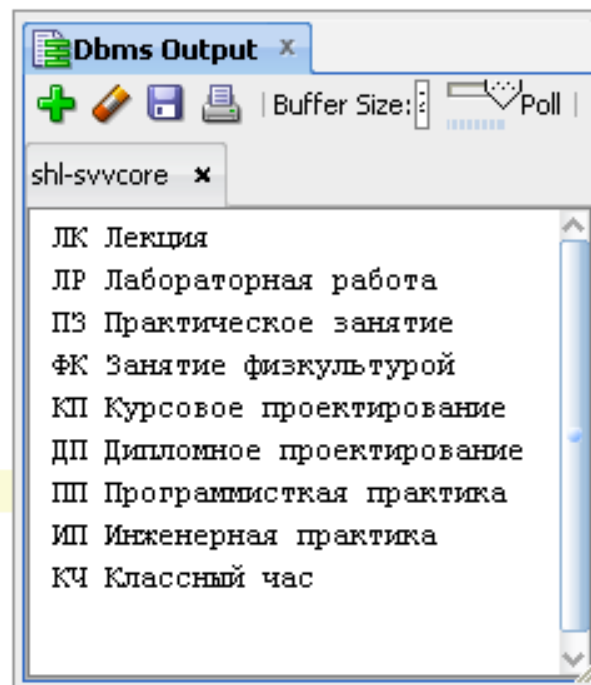 Dbms Output
Buffer Size: Poll
shl-svvcore
ЛК Лекция
ЛР Лабораторная работа
ПЗ Практическое занятие
ФК Занятие физкультурой
КП Курсовое проектирование
ДП Дипломное проектирование
ПП Программисткая практика
ИП Инженерная практика
КЧ Классный час